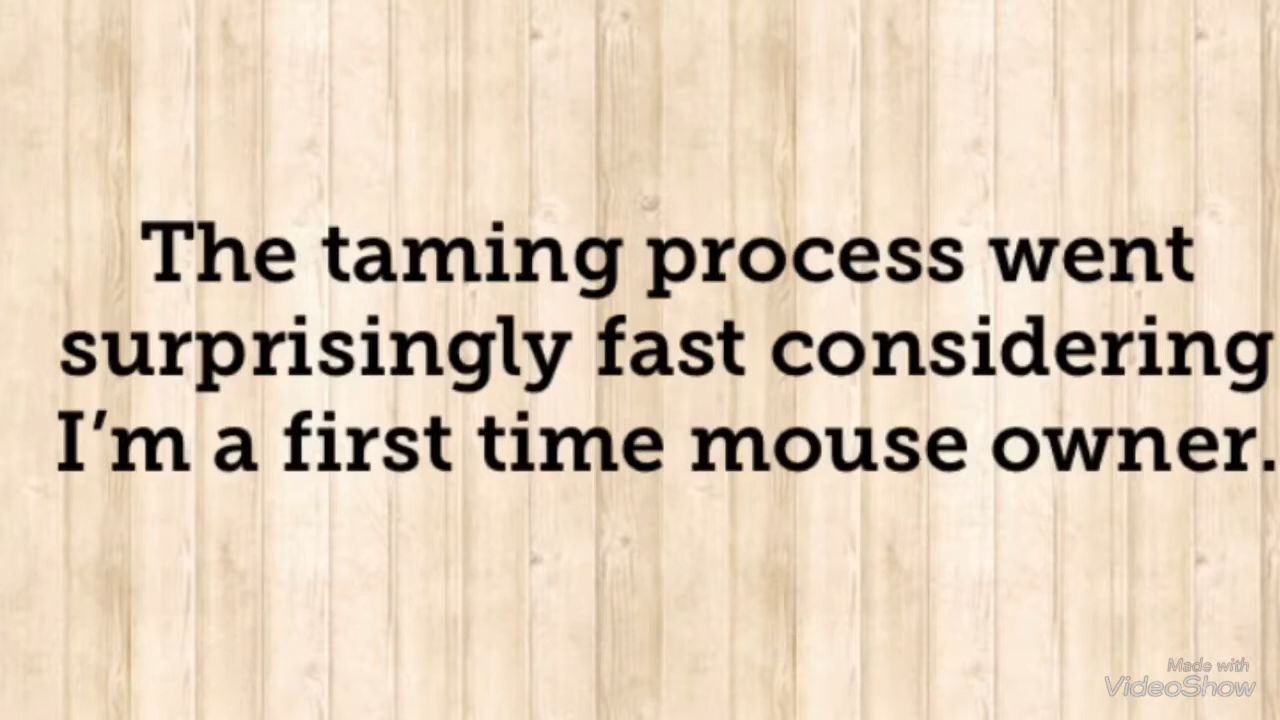 The taming process went
surprisingly fast considering
I’m a first time mouse owner.
Made with
VideoShow